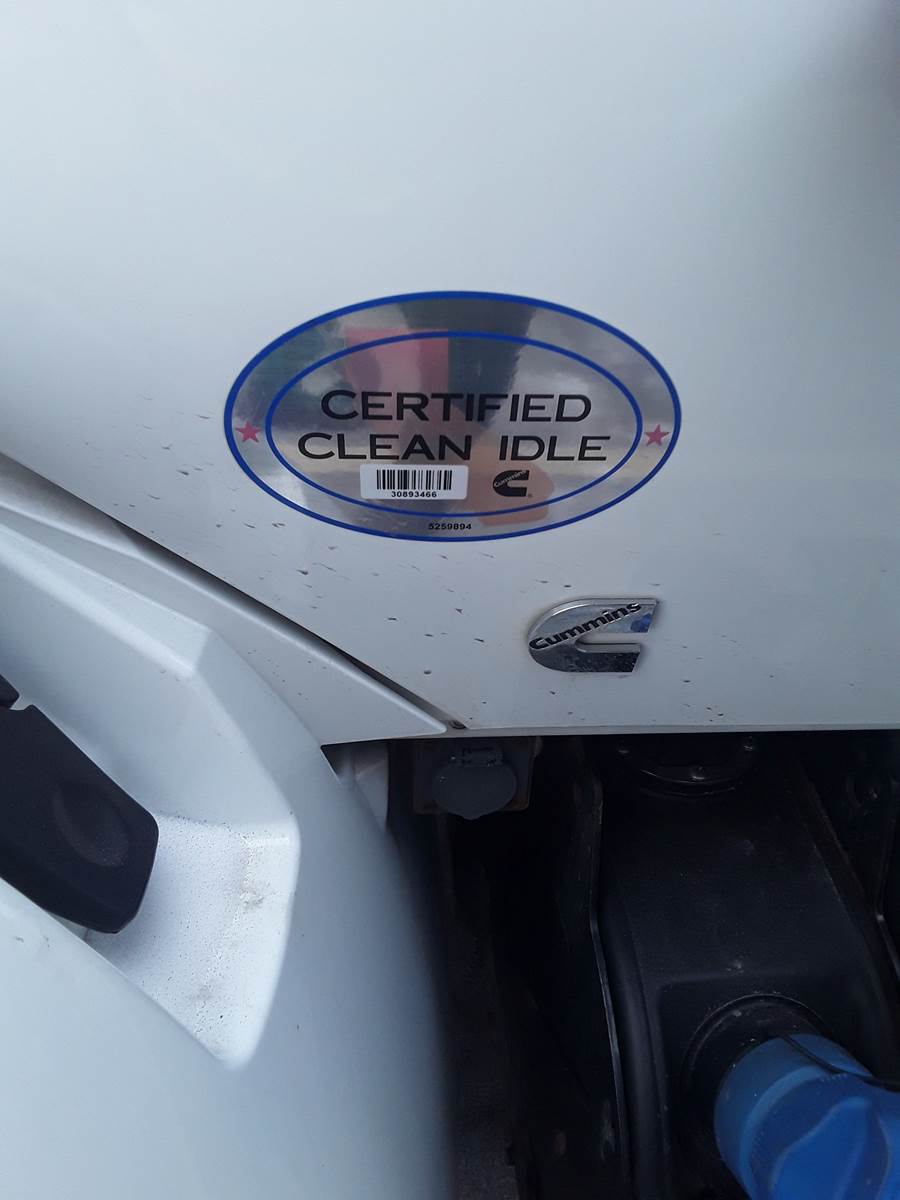 CERTIFIED
CLEAN IDLE
30893466
Cummins
5259894
Cummins